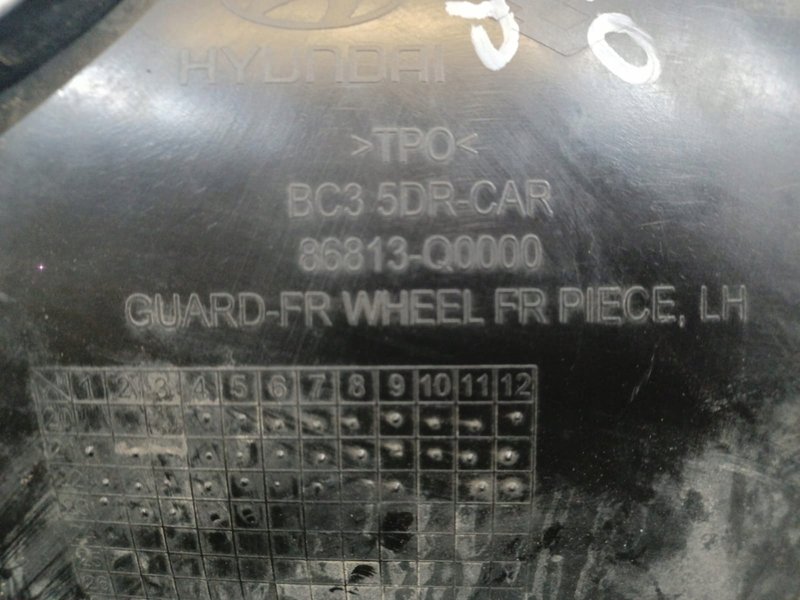 HYUNDAI
>TPO<
BC3 5DR-CAR
86813-Q0000
GUARD-FR WHEEL FR PIECE, LH
1 2 3 4 5 6 7 8 9 10 11 12